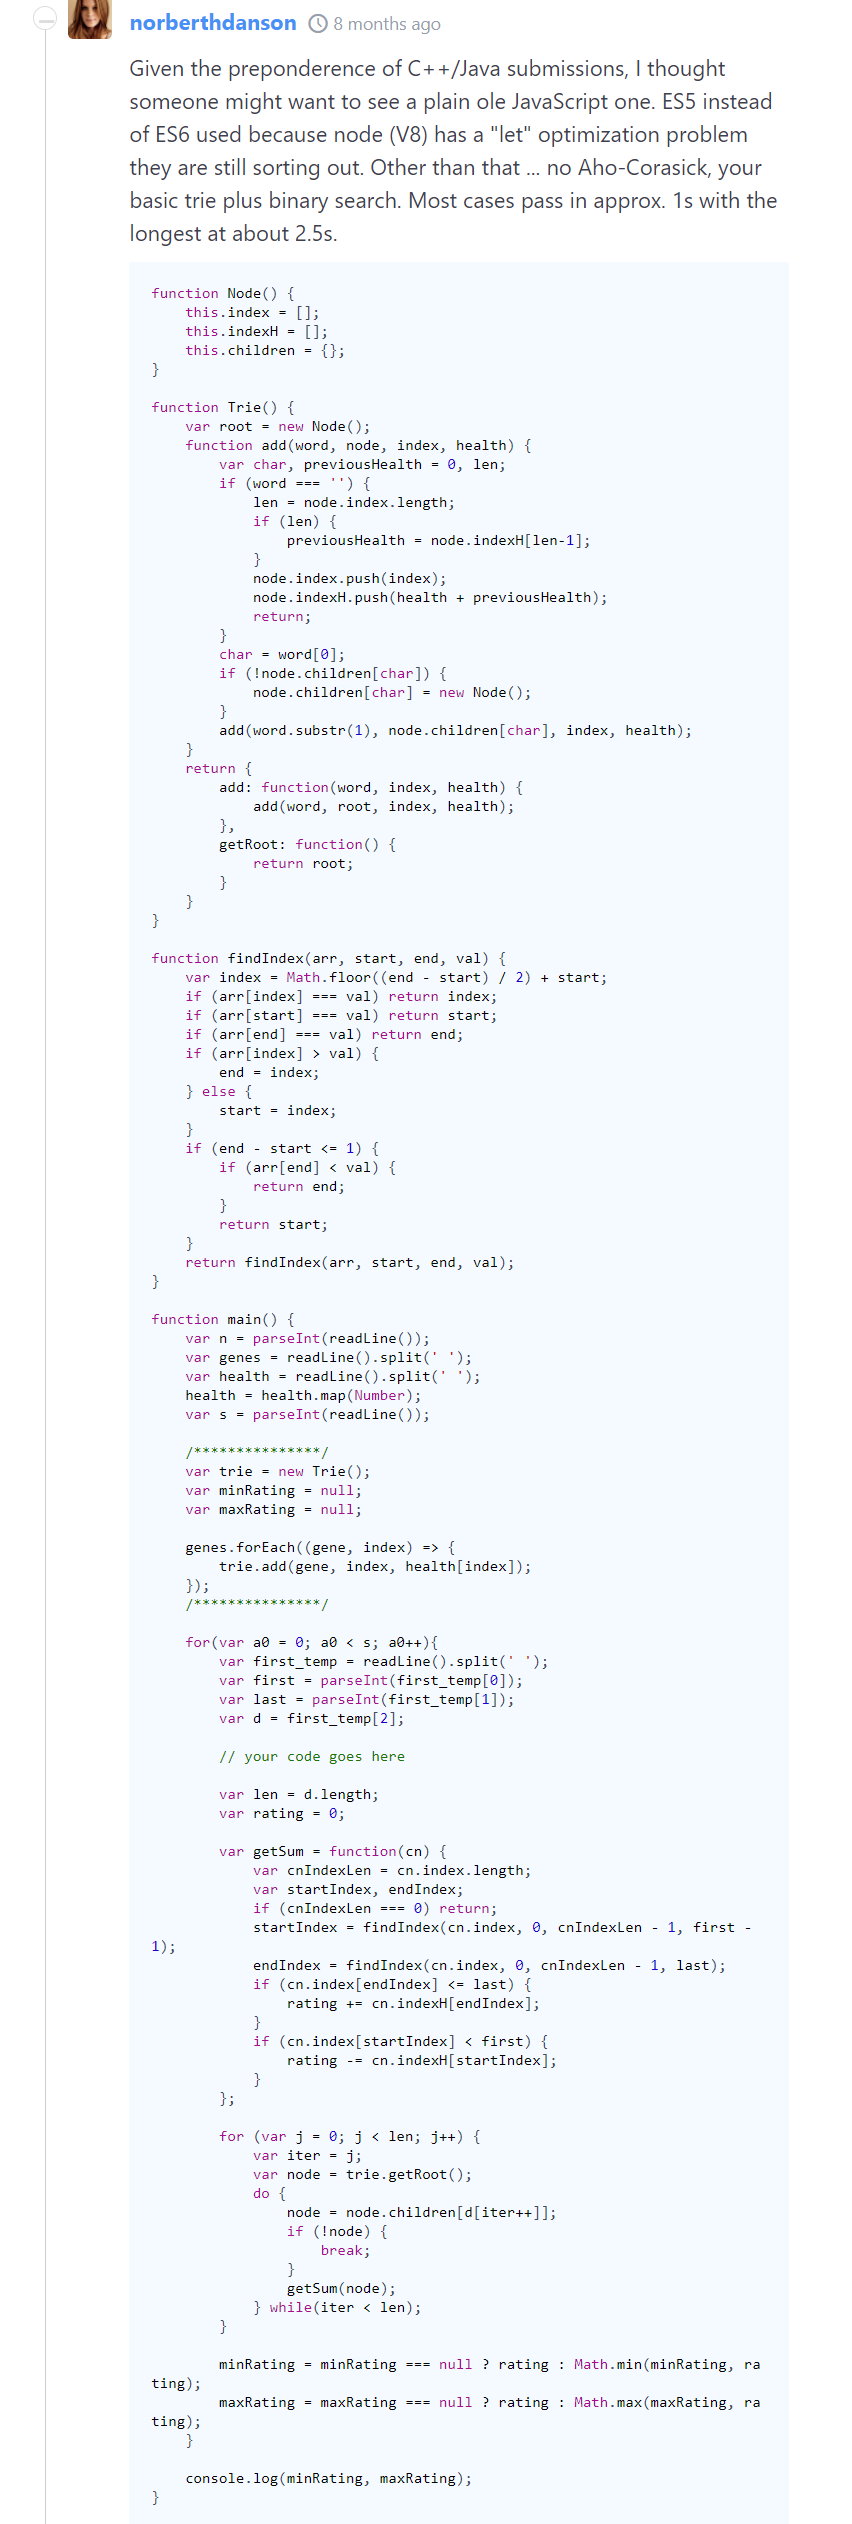 norberthdanson 8 months ago
Given the preponderence of C++/Java submissions, I thought
someone might want to see a plain ole JavaScript one. ES5 instead
of ES6 used because node (V8) has a "let" optimization problem
they are still sorting out. Other than that ... no Aho-Corasick, your
basic trie plus binary search. Most cases pass in approx. 1s with the
longest at about 2.5s.
function Node() {
    this.index = [];
    this.indexH = [];
    this.children = {};
}
function Trie() {
    var root = new Node();
    function add(word, node, index, health) {
        var char, previousHealth = 0, len;
        if (word === '') {
            len = node.index.length;
            if (len) {
                previousHealth = node.indexH[len-1];
            }
            node.index.push(index);
            node.indexH.push(health + previousHealth);
            return;
        }
        char = word[0];
        if (!node.children[char]) {
            node.children[char] = new Node();
        }
        add(word.substr(1), node.children[char], index, health);
    }
    return {
        add: function(word, index, health) {
            add(word, root, index, health);
        },
        getRoot: function() {
            return root;
        }
    }
}
function findIndex(arr, start, end, val) {
    var index = Math.floor((end - start) / 2) + start;
    if (arr[index] === val) return index;
    if (arr[start] === val) return start;
    if (arr[end] === val) return end;
    if (arr[index] > val) {
        end = index;
    } else {
        start = index;
    }
    if (end - start <= 1) {
        if (arr[end] < val) {
            return end;
        }
        return start;
    }
    return findIndex(arr, start, end, val);
}
function main() {
    var n = parseInt(readLine());
    var genes = readLine().split(' ');
    var health = readLine().split(' ');
    health = health.map(Number);
    var s = parseInt(readLine());
    /***************/
    var trie = new Trie();
    var minRating = null;
    var maxRating = null;
    genes.forEach((gene, index) => {
        trie.add(gene, index, health[index]);
    });
    /***************/
    for(var a0 = 0; a0 < s; a0++){
        var first_temp = readLine().split(' ');
        var first = parseInt(first_temp[0]);
        var last = parseInt(first_temp[1]);
        var d = first_temp[2];
        // your code goes here
        var len = d.length;
        var rating = 0;
        var getSum = function(cn) {
            var cnIndexLen = cn.index.length;
            var startIndex, endIndex;
            if (cnIndexLen === 0) return;
            startIndex = findIndex(cn.index, 0, cnIndexLen - 1, first -
1);
            endIndex = findIndex(cn.index, 0, cnIndexLen - 1, last);
            if (cn.index[endIndex] <= last) {
                rating += cn.indexH[endIndex];
            }
            if (cn.index[startIndex] < first) {
                rating -= cn.indexH[startIndex];
            }
        };
        for (var j = 0; j < len; j++) {
            var iter = j;
            var node = trie.getRoot();
            do {
                node = node.children[d[iter++]];
                if (!node) {
                    break;
                }
                getSum(node);
            } while(iter < len);
        }
        minRating = minRating === null ? rating : Math.min(minRating, ra
ting);
        maxRating = maxRating === null ? rating : Math.max(maxRating, ra
ting);
    }
    console.log(minRating, maxRating);
}